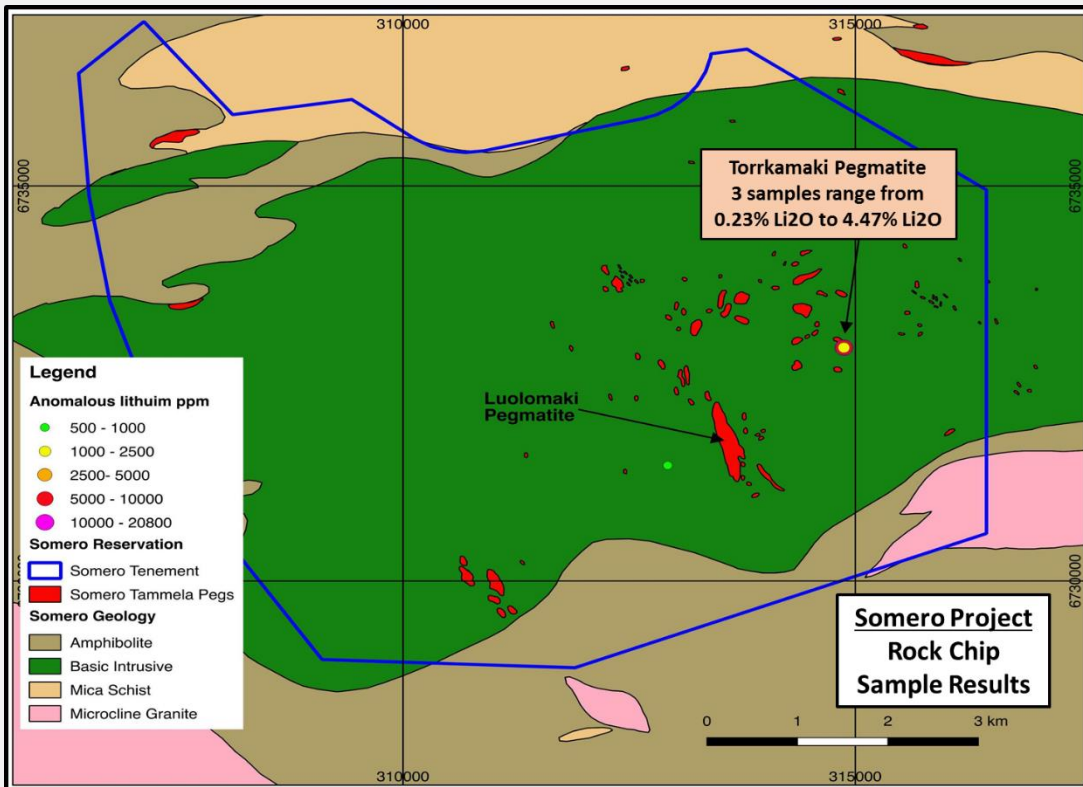 310000
315000
6735000
6735000
Torrkamaki Pegmatite
3 samples range from
0.23% Li2O to 4.47% Li2O
Luolomaki
Pegmatite
Legend
Anomalous lithuim ppm
500 - 1000
1000 - 2500
2500- 5000
5000 - 10000
10000 - 20800
Somero Reservation
Somero Tenement
Somero Tammela Pegs
Somero Geology
Amphibolite
Basic Intrusive
Mica Schist
Microcline Granite
6730000
Somero Project
Rock Chip
Sample Results
0 1 2 3 km
310000
315000